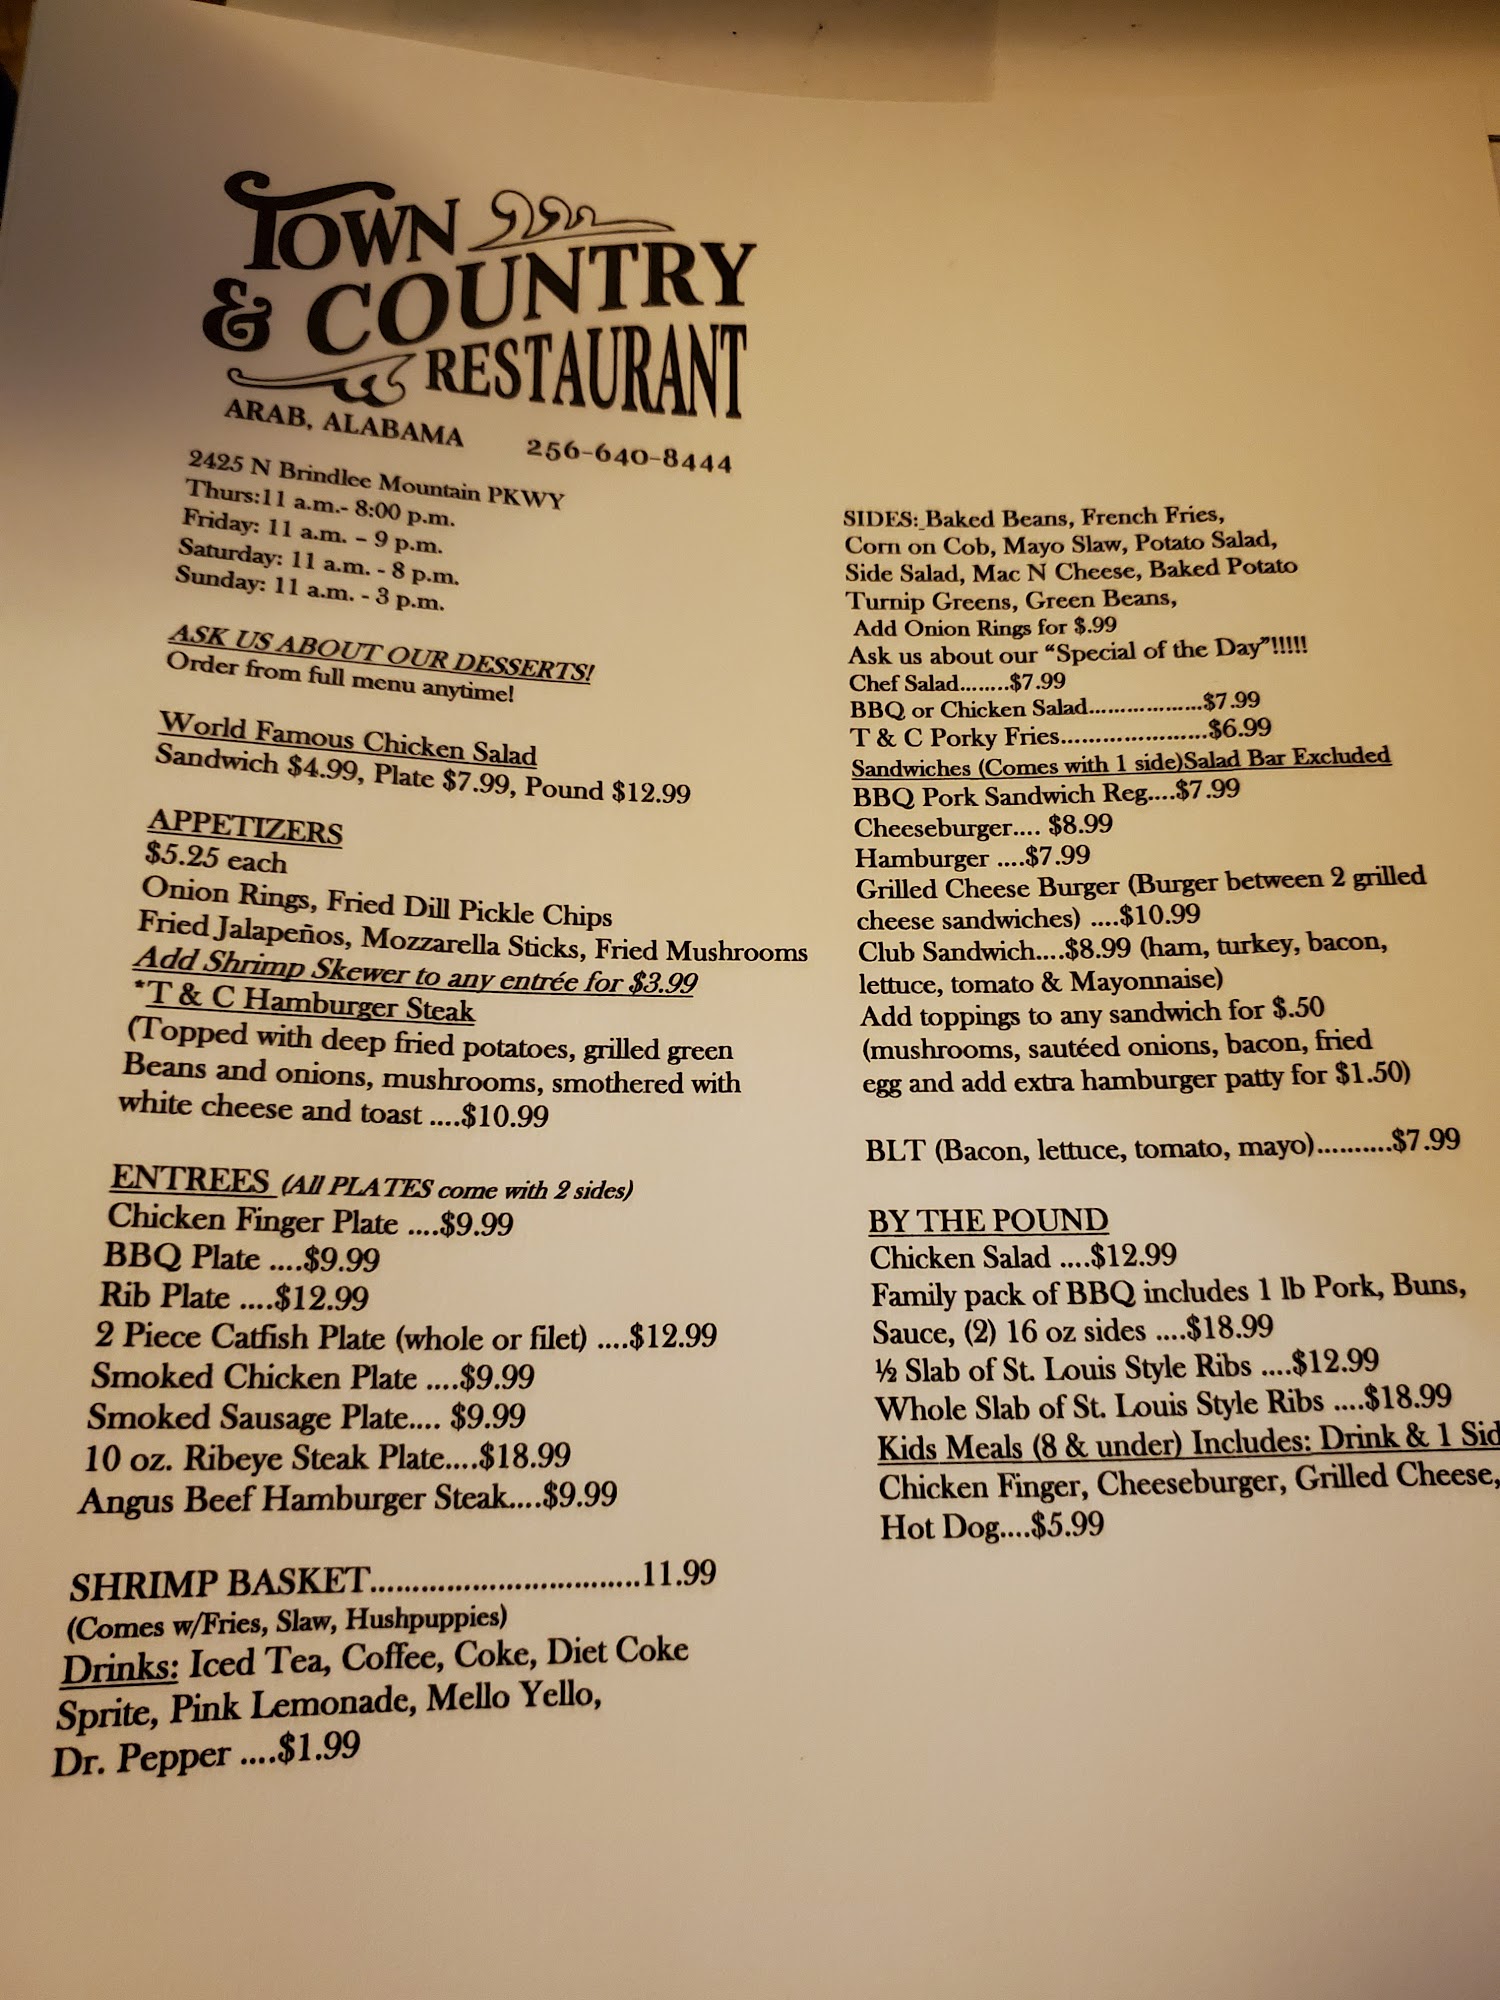 TOWN
& COUNTRY
RESTAURANT
ARAB, ALABAMA 256-640-8444
2425 N Brindlee Mountain PKWY
Thurs:11 a.m.- 8:00 p.m.
Friday: 11 a.m. – 9 p.m.
Saturday: 11 a.m. - 8 p.m.
Sunday: 11 a.m. - 3 p.m.
ASK US ABOUT OUR DESSERTS!
Order from full menu anytime!
World Famous Chicken Salad
Sandwich $4.99, Plate $7.99, Pound $12.99
APPETIZERS
$5.25 each
Onion Rings, Fried Dill Pickle Chips
Fried Jalapeños, Mozzarella Sticks, Fried Mushrooms
Add Shrimp Skewer to any entrée for $3.99
*T & C Hamburger Steak
(Topped with deep fried potatoes, grilled green
Beans and onions, mushrooms, smothered with
white cheese and toast ....$10.99
ENTREES (All PLATES come with 2 sides)
Chicken Finger Plate ....$9.99
BBQ Plate ....$9.99
Rib Plate ....$12.99
2 Piece Catfish Plate (whole or filet) ....$12.99
Smoked Chicken Plate ....$9.99
Smoked Sausage Plate.... $9.99
10 oz. Ribeye Steak Plate....$18.99
Angus Beef Hamburger Steak....$9.99
SHRIMP BASKET................................11.99
(Comes w/Fries, Slaw, Hushpuppies)
Drinks: Iced Tea, Coffee, Coke, Diet Coke
Sprite, Pink Lemonade, Mello Yello,
Dr. Pepper ....$1.99
SIDES: Baked Beans, French Fries,
Corn on Cob, Mayo Slaw, Potato Salad,
Side Salad, Mac N Cheese, Baked Potato
Turnip Greens, Green Beans,
Add Onion Rings for $.99
Ask us about our “Special of the Day”!!!!!
Chef Salad........$7.99
BBQ or Chicken Salad..................$7.99
T & C Porky Fries.......................$6.99
Sandwiches (Comes with 1 side)Salad Bar Excluded
BBQ Pork Sandwich Reg....$7.99
Cheeseburger.... $8.99
Hamburger ....$7.99
Grilled Cheese Burger (Burger between 2 grilled
cheese sandwiches) ....$10.99
Club Sandwich....$8.99 (ham, turkey, bacon,
lettuce, tomato & Mayonnaise)
Add toppings to any sandwich for $.50
(mushrooms, sautéed onions, bacon, fried
egg and add extra hamburger patty for $1.50)
BLT (Bacon, lettuce, tomato, mayo)..........$7.99
BY THE POUND
Chicken Salad ....$12.99
Family pack of BBQ includes 1 lb Pork, Buns,
Sauce, (2) 16 oz sides ....$18.99
½ Slab of St. Louis Style Ribs ....$12.99
Whole Slab of St. Louis Style Ribs ....$18.99
Kids Meals (8 & under) Includes: Drink & 1 Sid
Chicken Finger, Cheeseburger, Grilled Cheese,
Hot Dog....$5.99